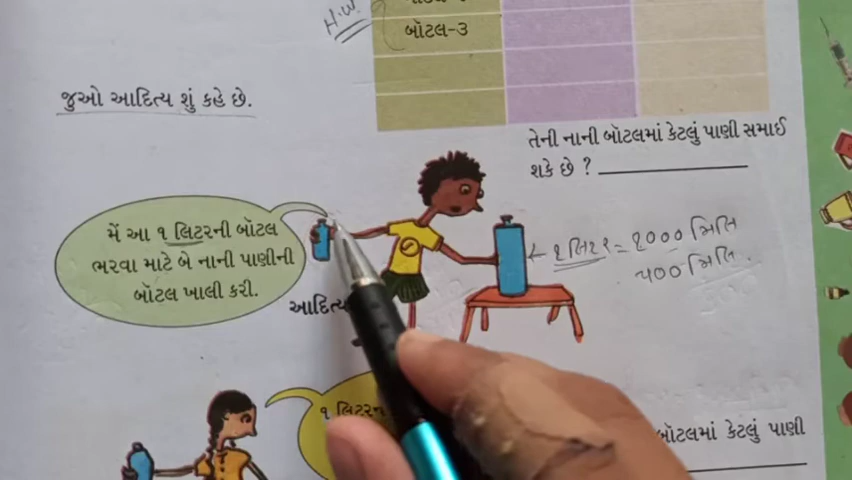 H.W.
બૉટલ-૩
જુઓ આદિત્ય શું કહે છે.
તેની નાની બૉટલમાં કેટલું પાણી સમાઈ
શકે છે ?
મેં આ ૧ લિટરની બૉટલ
ભરવા માટે બે નાની પાણીની
બૉટલ ખાલી કરી.
← ૧ લિટર = ૧૦૦૦ મિલિ
૫૦૦ મિલિ.
આદિત્ય
૧ લિટરન
બૉટલમાં કેટલું પાણી